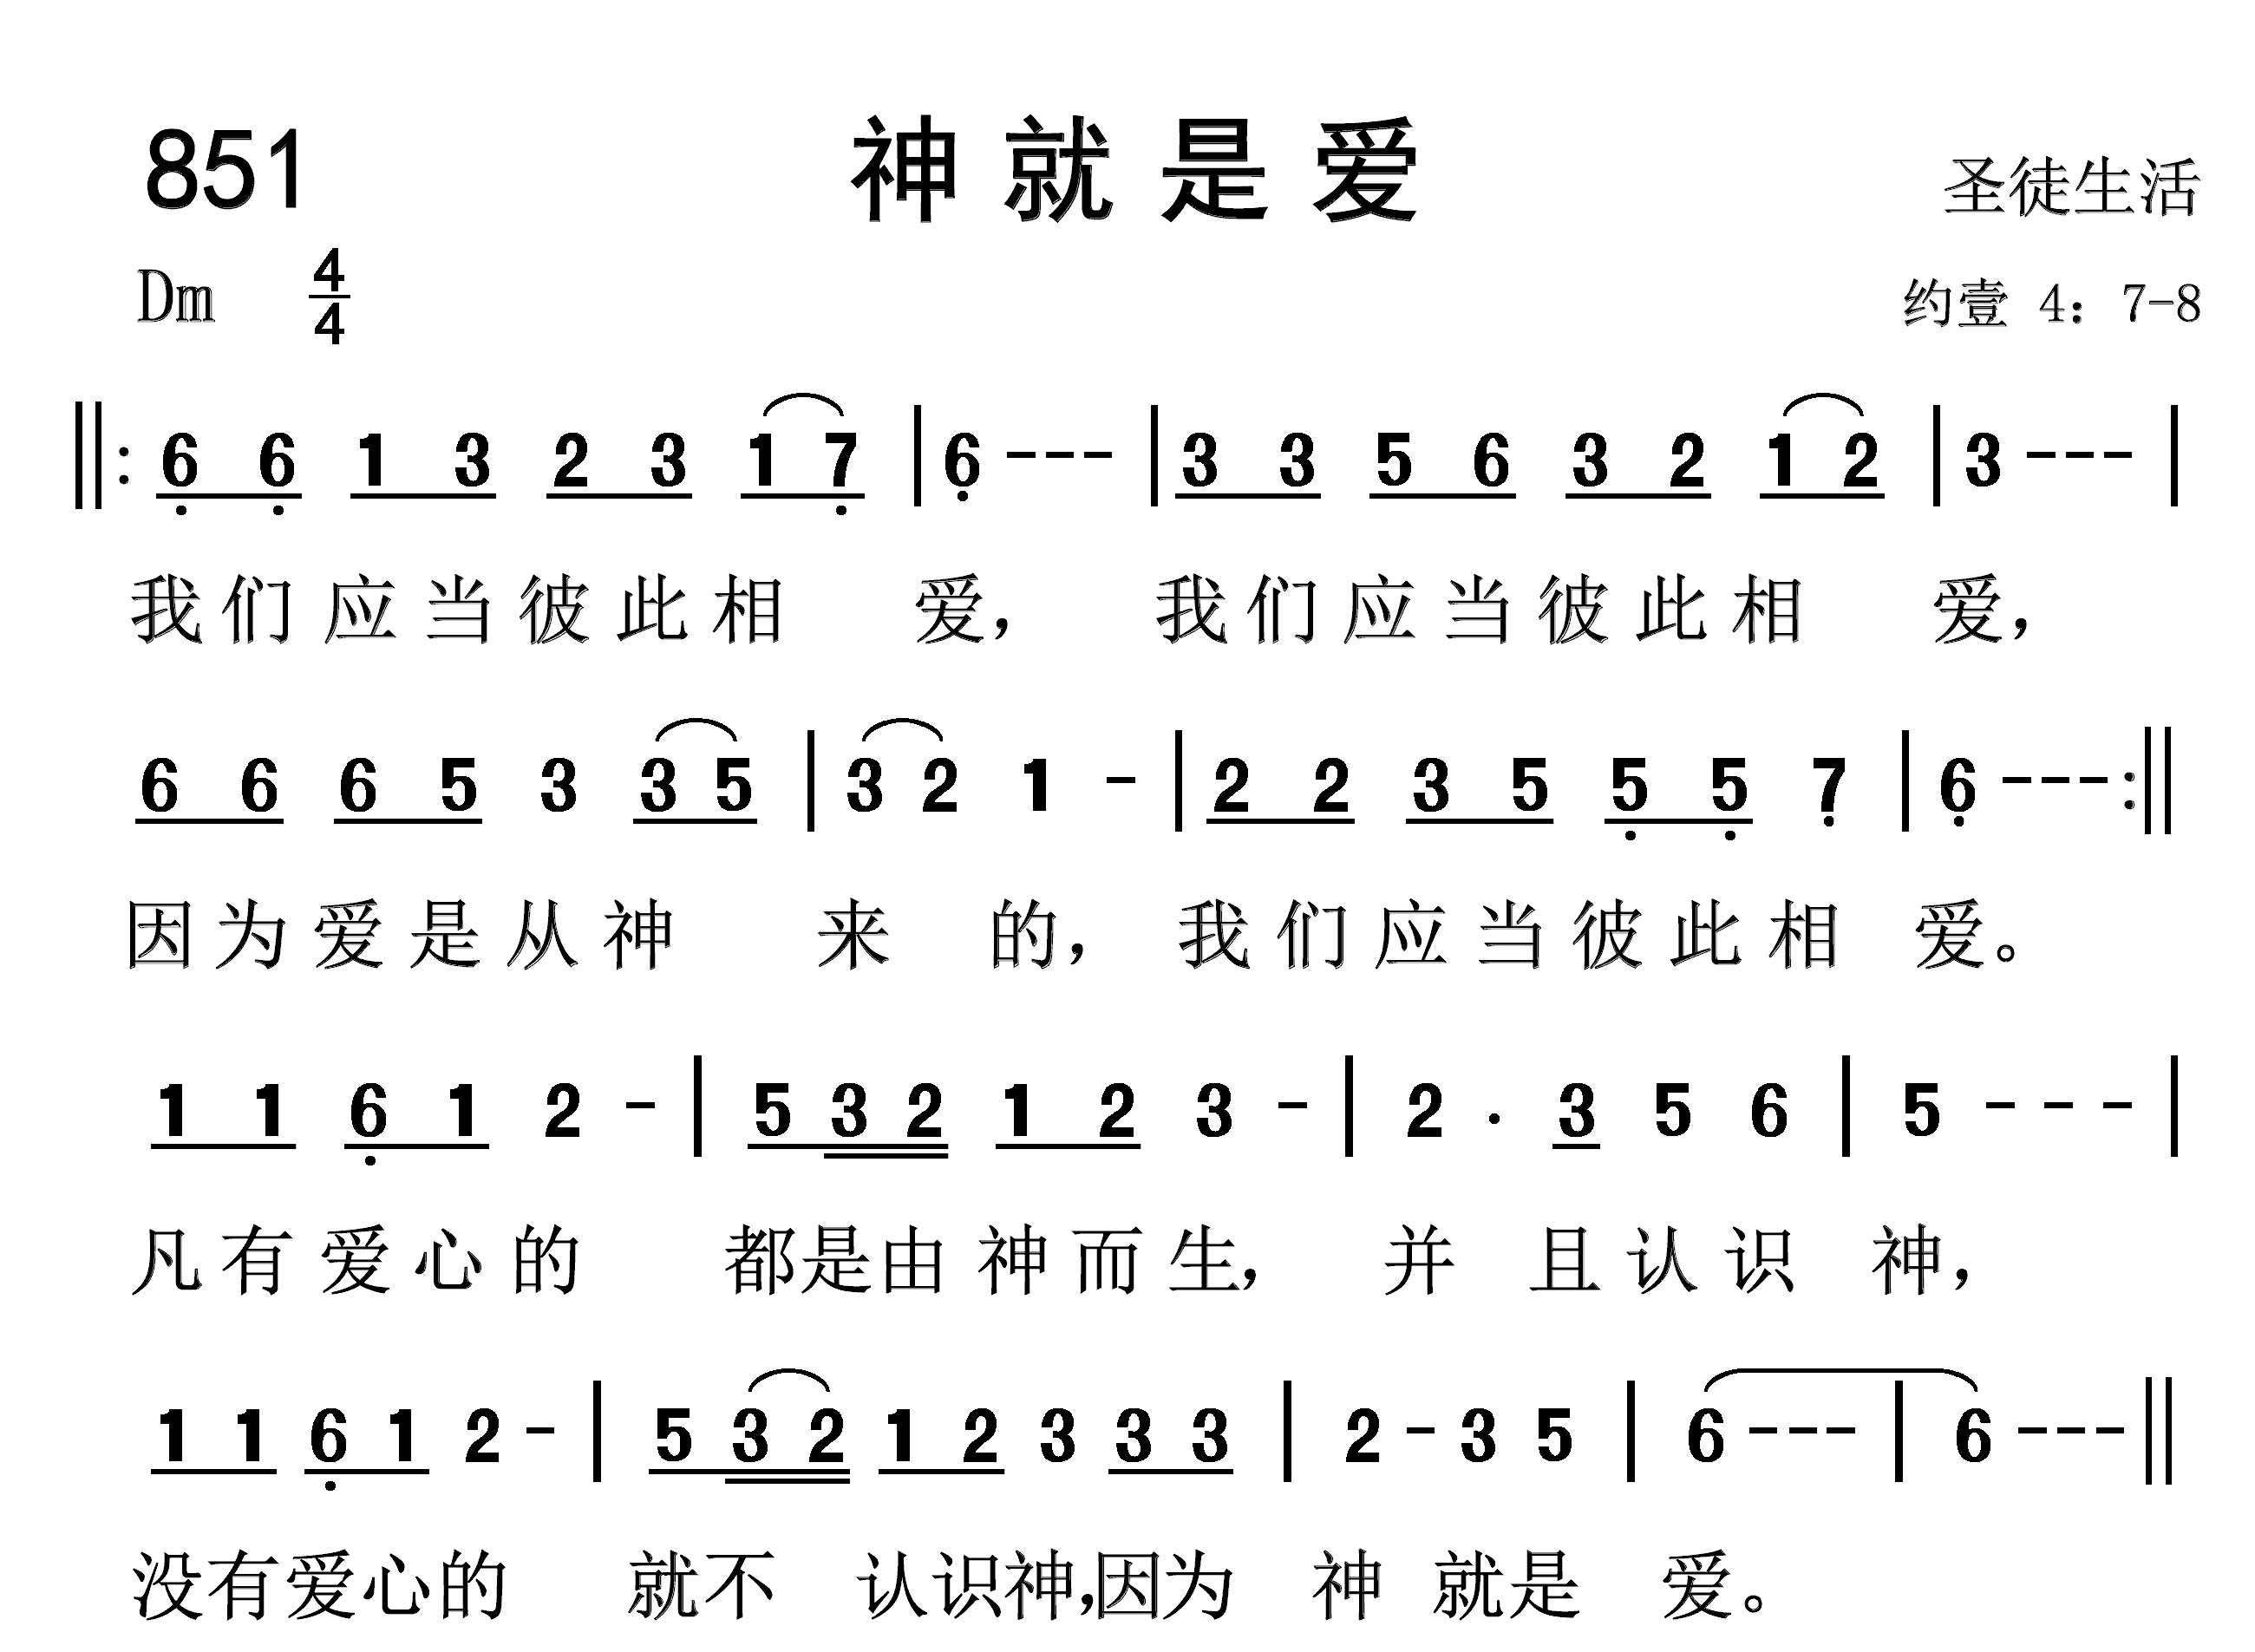 851 神就是爱 圣徒生活
Dm 4/4 约壹 4：7-8
‖: 6̣ 6̣ 1 3 2 3 1 7̣ | 6̣ - - - | 3 3 5 6 3 2 1 2 | 3 - - - |
我们应当彼此相 爱， 我们应当彼此相 爱，
6 6 6 5 3 3 5 | 3 2 1 - | 2 2 3 5 5̣ 5̣ 7̣ | 6̣ - - - :‖
因为爱是从神 来 的， 我们应当彼此相 爱。
1 1 6̣ 1 2 - | 5 3 2 1 2 3 - | 2 · 3 5 6 | 5 - - - |
凡有爱心的 都是由神而生， 并 且认识 神，
1 1 6̣ 1 2 - | 5 3 2 1 2 3 3 3 | 2 - 3 5 | 6 - - - | 6 - - - ‖
没有爱心的 就不 认识神，因为 神 就是 爱。